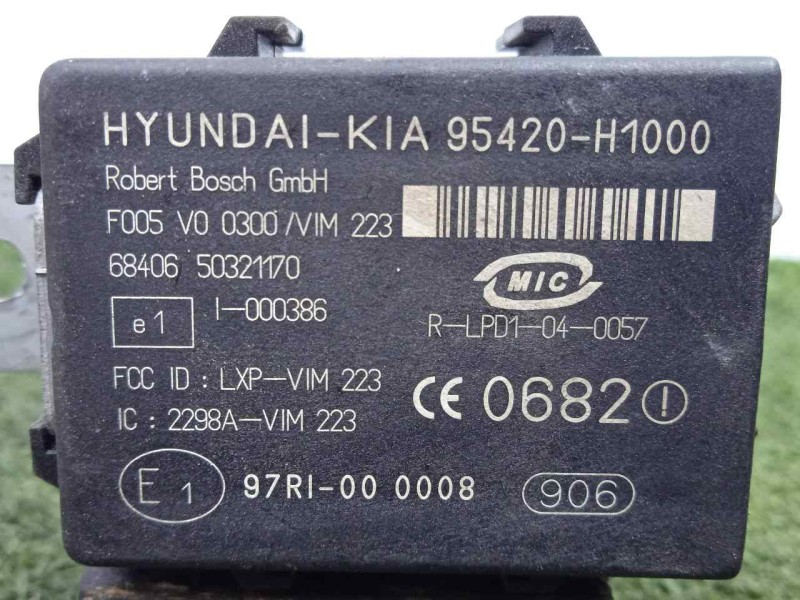 HYUNDAI-KIA 95420-H1000
Robert Bosch GmbH
F005 V0 0300/VIM 223
68406 50321170
MIC
e1 I-000386
R-LPD1-04-0057
FCC ID : LXP-VIM 223
CE 0682 !
IC : 2298A-VIM 223
E1 97RI-00 0008 906